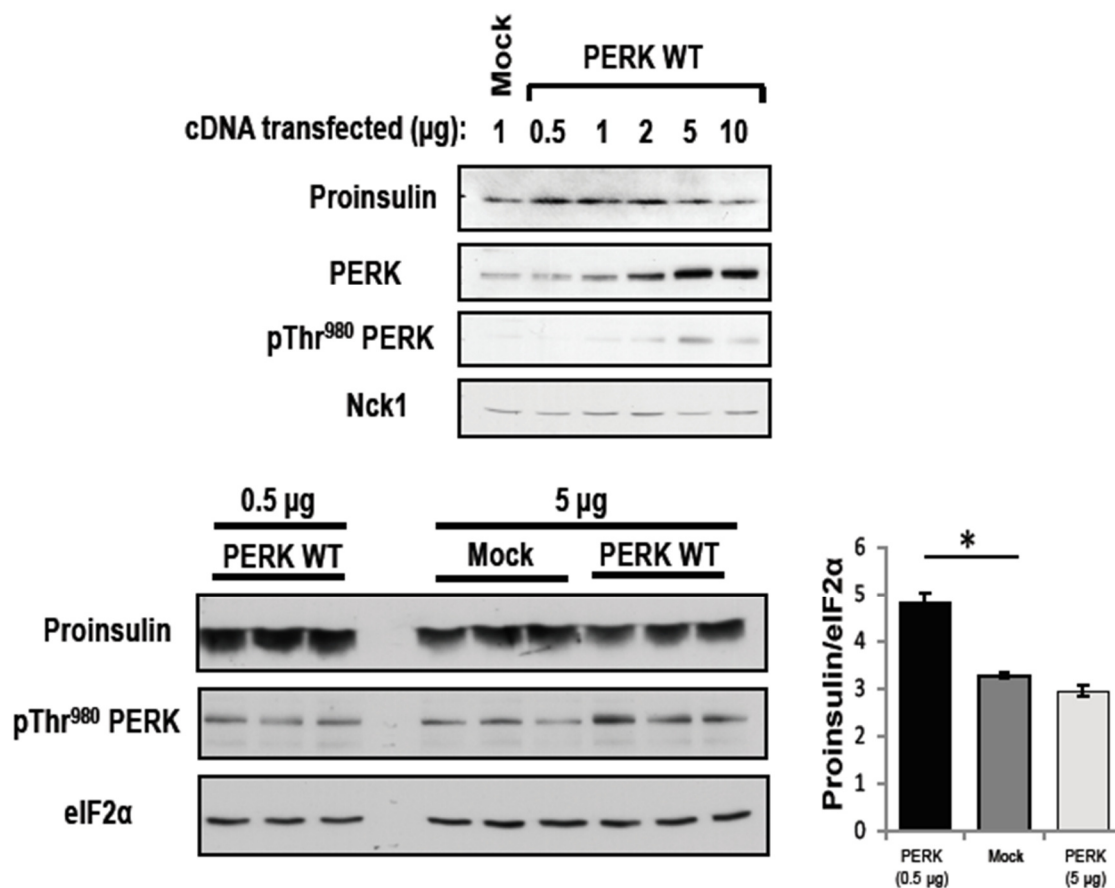 Mock
PERK WT
cDNA transfected (µg): 1 0.5 1 2 5 10
Proinsulin
PERK
pThr⁹⁸⁰ PERK
Nck1
0.5 µg 5 µg
PERK WT Mock PERK WT
Proinsulin
pThr⁹⁸⁰ PERK
eIF2α
*
Proinsulin/eIF2α
6
5
4
3
2
1
0
PERK Mock PERK
(0.5 µg) (5 µg)